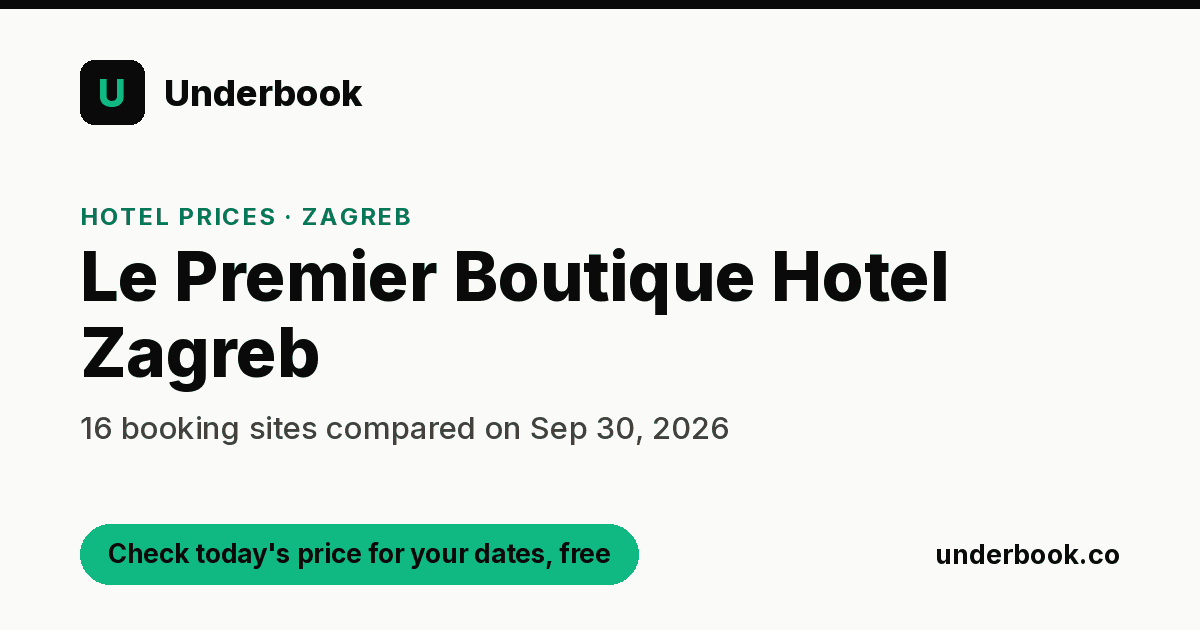 U Underbook
HOTEL PRICES · ZAGREB
Le Premier Boutique Hotel
Zagreb
16 booking sites compared on Sep 30, 2026
Check today's price for your dates, free
underbook.co